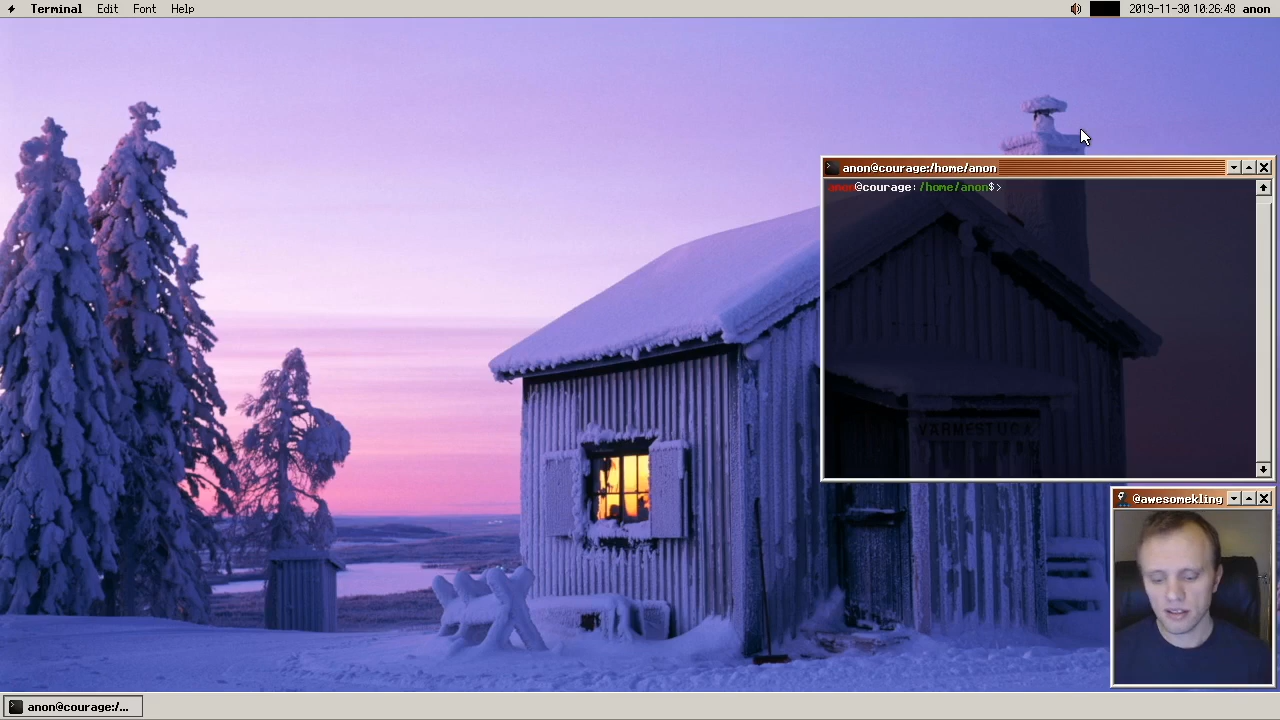 Terminal Edit Font Help 2019-11-30 10:26:48 anon
anon@courage:/home/anon
anon@courage:/home/anon$>
VÄRMESTUGA
@awesomekling
anon@courage:/...